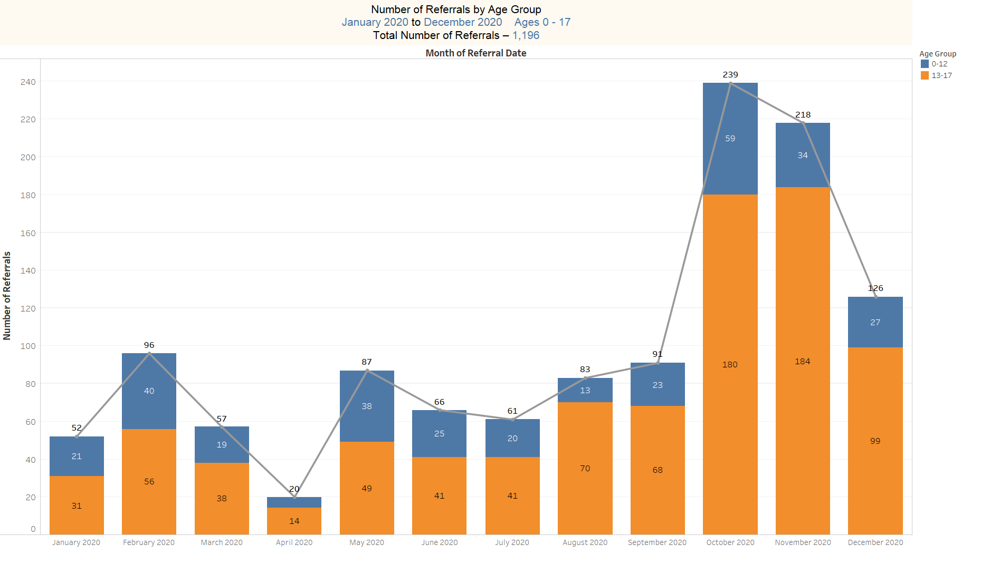 Number of Referrals by Age Group
January 2020 to December 2020 Ages 0 - 17
Total Number of Referrals – 1,196
Month of Referral Date
Age Group
0-12
13-17
Number of Referrals
240
220
200
180
160
140
120
100
80
60
40
20
0
52
21
31
96
40
56
57
19
38
20
14
87
38
49
66
25
41
61
20
41
83
13
70
91
23
68
239
59
180
218
34
184
126
27
99
January 2020
February 2020
March 2020
April 2020
May 2020
June 2020
July 2020
August 2020
September 2020
October 2020
November 2020
December 2020